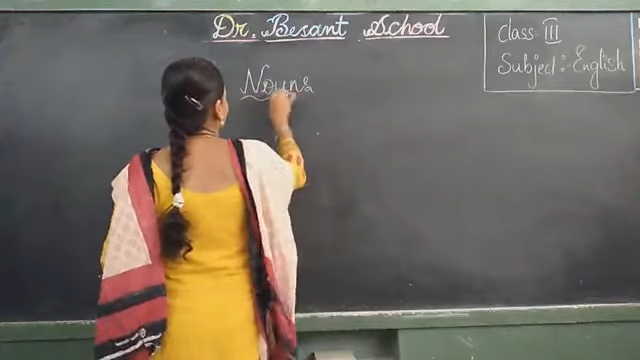 Dr. Besant School
Class:- III
Subject:- English
Nouns